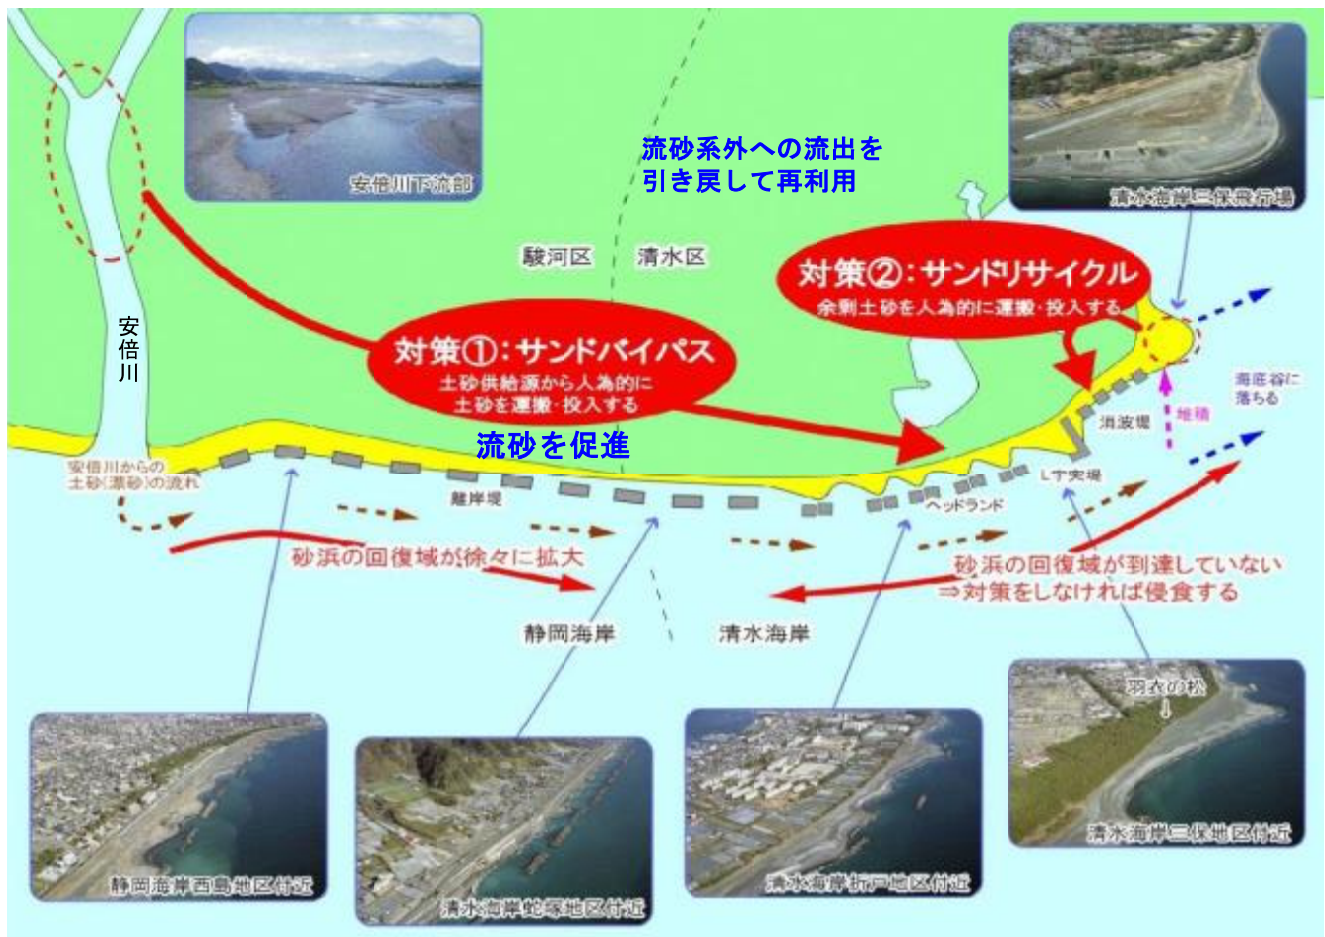 安倍川下流部
流砂系外への流出を
引き戻して再利用
清水海岸三保飛行場
駿河区
清水区
対策②：サンドリサイクル
余剰土砂を人為的に運搬・投入する
安倍川
対策①：サンドバイパス
土砂供給源から人為的に
土砂を運搬・投入する
流砂を促進
海底谷に
落ちる
堆積
消波堤
L字突堤
ヘッドランド
離岸堤
安倍川からの
土砂(漂砂)の流れ
砂浜の回復域が徐々に拡大
砂浜の回復域が到達していない
⇒対策をしなければ侵食する
静岡海岸
清水海岸
羽衣の松
↓
静岡海岸西島地区付近
清水海岸蛇塚地区付近
清水海岸折戸地区付近
清水海岸三保地区付近